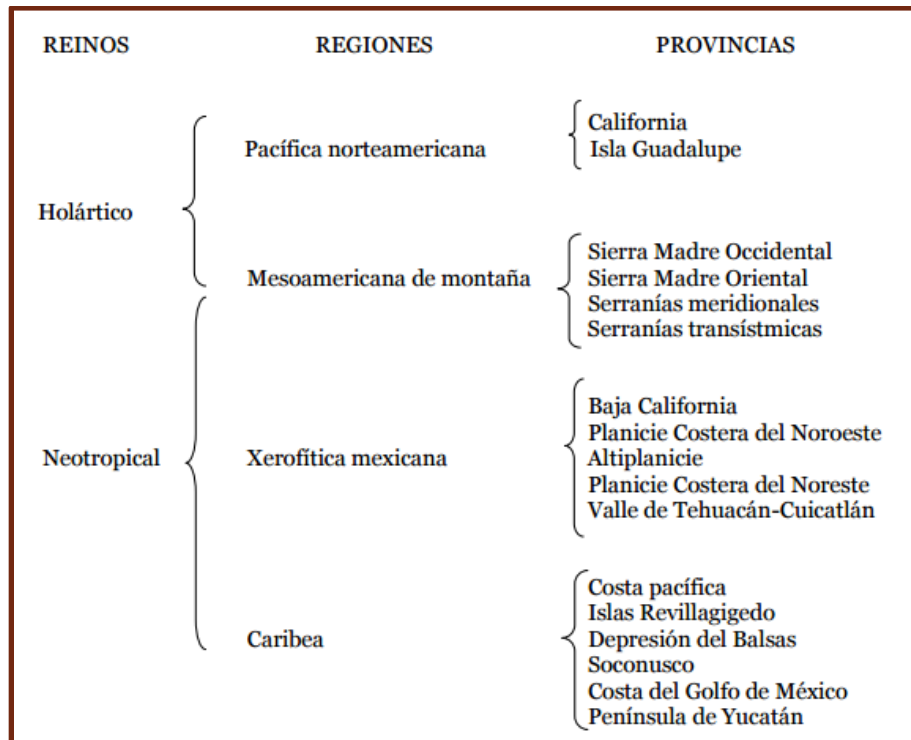 REINOS REGIONES PROVINCIAS
Holártico
Pacífica norteamericana
California
Isla Guadalupe
Mesoamericana de montaña
Sierra Madre Occidental
Sierra Madre Oriental
Serranías meridionales
Serranías transístmicas
Neotropical
Xerofítica mexicana
Baja California
Planicie Costera del Noroeste
Altiplanicie
Planicie Costera del Noreste
Valle de Tehuacán-Cuicatlán
Caribea
Costa pacífica
Islas Revillagigedo
Depresión del Balsas
Soconusco
Costa del Golfo de México
Península de Yucatán